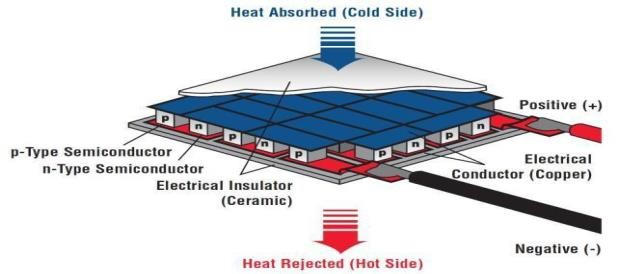 Heat Absorbed (Cold Side)
Positive (+)
p
n
p
n
p
p
n
p
p-Type Semiconductor
n-Type Semiconductor
Electrical Insulator
(Ceramic)
Electrical
Conductor (Copper)
Negative (-)
Heat Rejected (Hot Side)